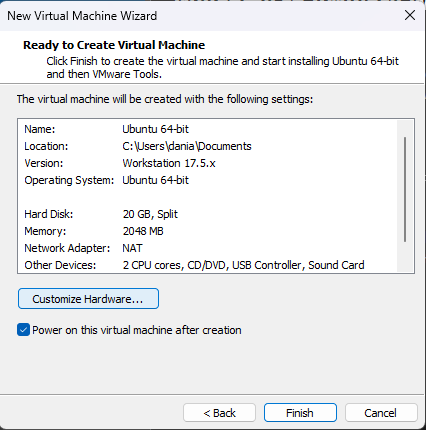 New Virtual Machine Wizard
Ready to Create Virtual Machine
Click Finish to create the virtual machine and start installing Ubuntu 64-bit
and then VMware Tools.
The virtual machine will be created with the following settings:
Name: Ubuntu 64-bit
Location: C:\Users\dania\Documents
Version: Workstation 17.5.x
Operating System: Ubuntu 64-bit
Hard Disk: 20 GB, Split
Memory: 2048 MB
Network Adapter: NAT
Other Devices: 2 CPU cores, CD/DVD, USB Controller, Sound Card
Customize Hardware...
Power on this virtual machine after creation
< Back Finish Cancel